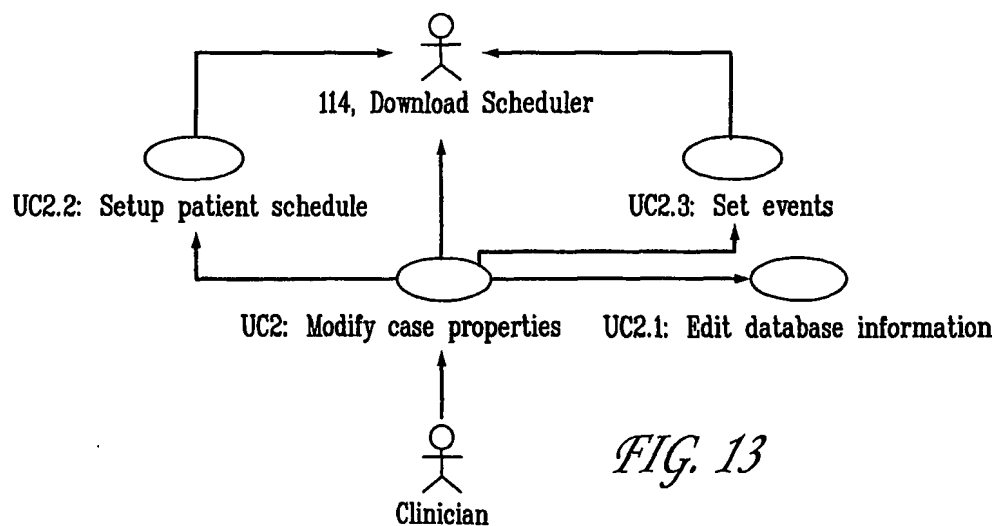 114, Download Scheduler
UC2.2: Setup patient schedule
UC2.3: Set events
UC2: Modify case properties
UC2.1: Edit database information
Clinician
FIG. 13